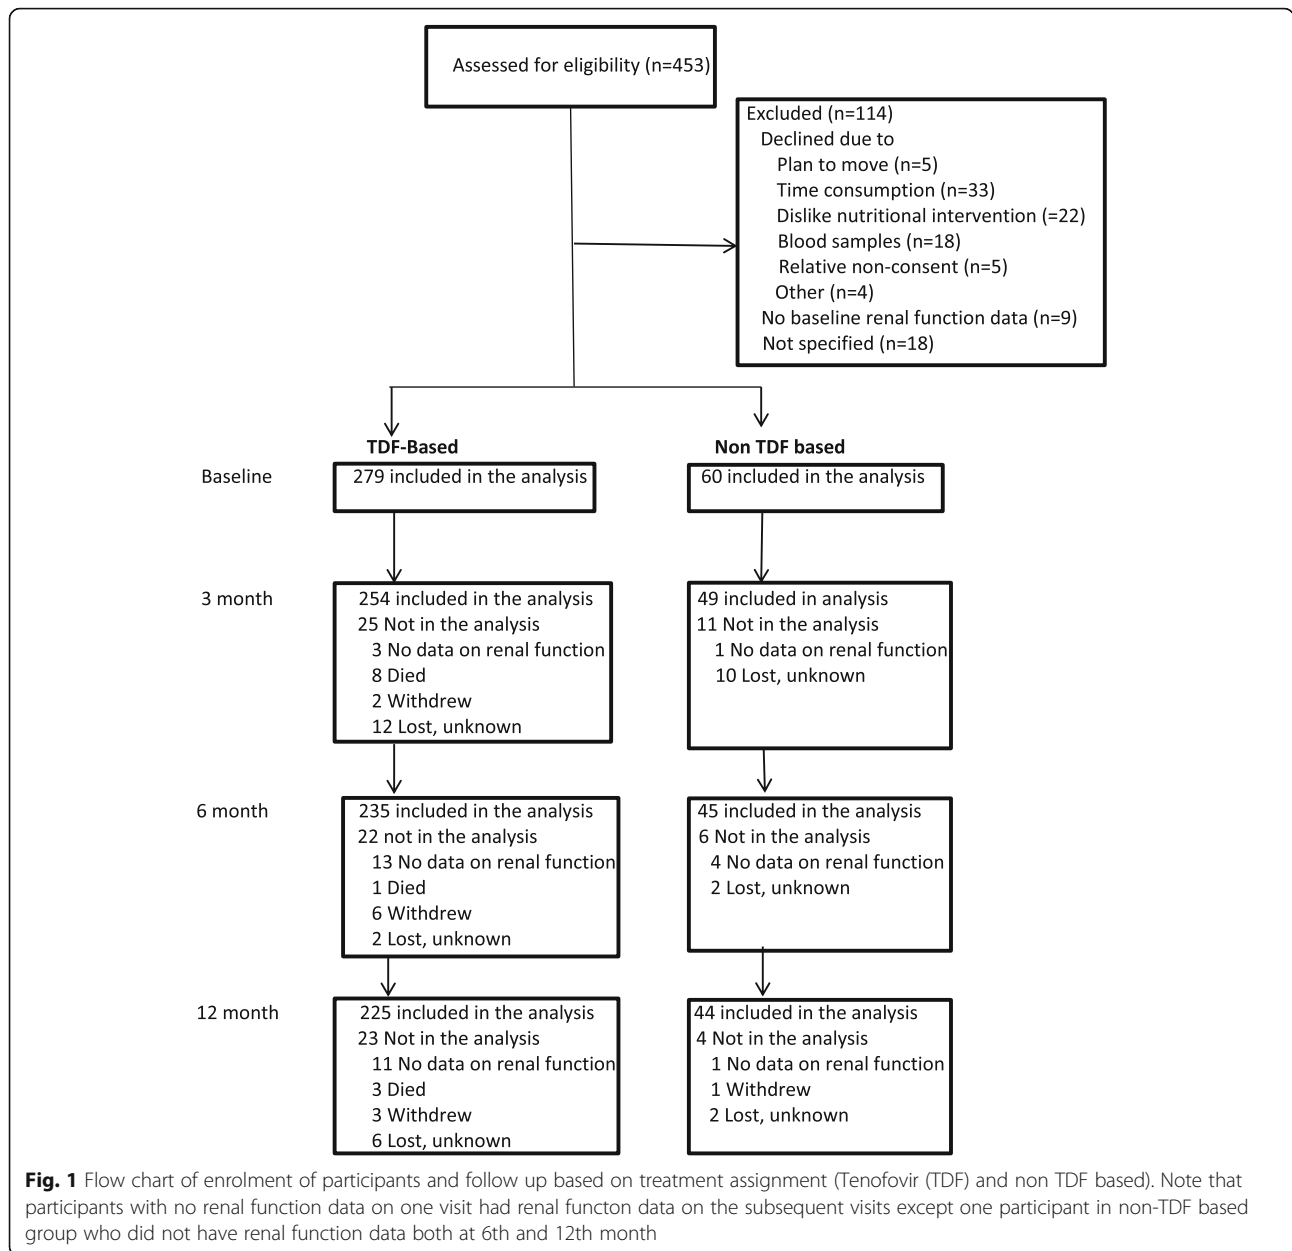 Assessed for eligibility (n=453)
Excluded (n=114)
Declined due to
Plan to move (n=5)
Time consumption (n=33)
Dislike nutritional intervention (=22)
Blood samples (n=18)
Relative non-consent (n=5)
Other (n=4)
No baseline renal function data (n=9)
Not specified (n=18)
TDF-Based
Non TDF based
Baseline
279 included in the analysis
60 included in the analysis
3 month
254 included in the analysis
25 Not in the analysis
3 No data on renal function
8 Died
2 Withdrew
12 Lost, unknown
49 included in analysis
11 Not in the analysis
1 No data on renal function
10 Lost, unknown
6 month
235 included in the analysis
22 not in the analysis
13 No data on renal function
1 Died
6 Withdrew
2 Lost, unknown
45 included in the analysis
6 Not in the analysis
4 No data on renal function
2 Lost, unknown
12 month
225 included in the analysis
23 Not in the analysis
11 No data on renal function
3 Died
3 Withdrew
6 Lost, unknown
44 included in the analysis
4 Not in the analysis
1 No data on renal function
1 Withdrew
2 Lost, unknown
Fig. 1 Flow chart of enrolment of participants and follow up based on treatment assignment (Tenofovir (TDF) and non TDF based). Note that
participants with no renal function data on one visit had renal functon data on the subsequent visits except one participant in non-TDF based
group who did not have renal function data both at 6th and 12th month